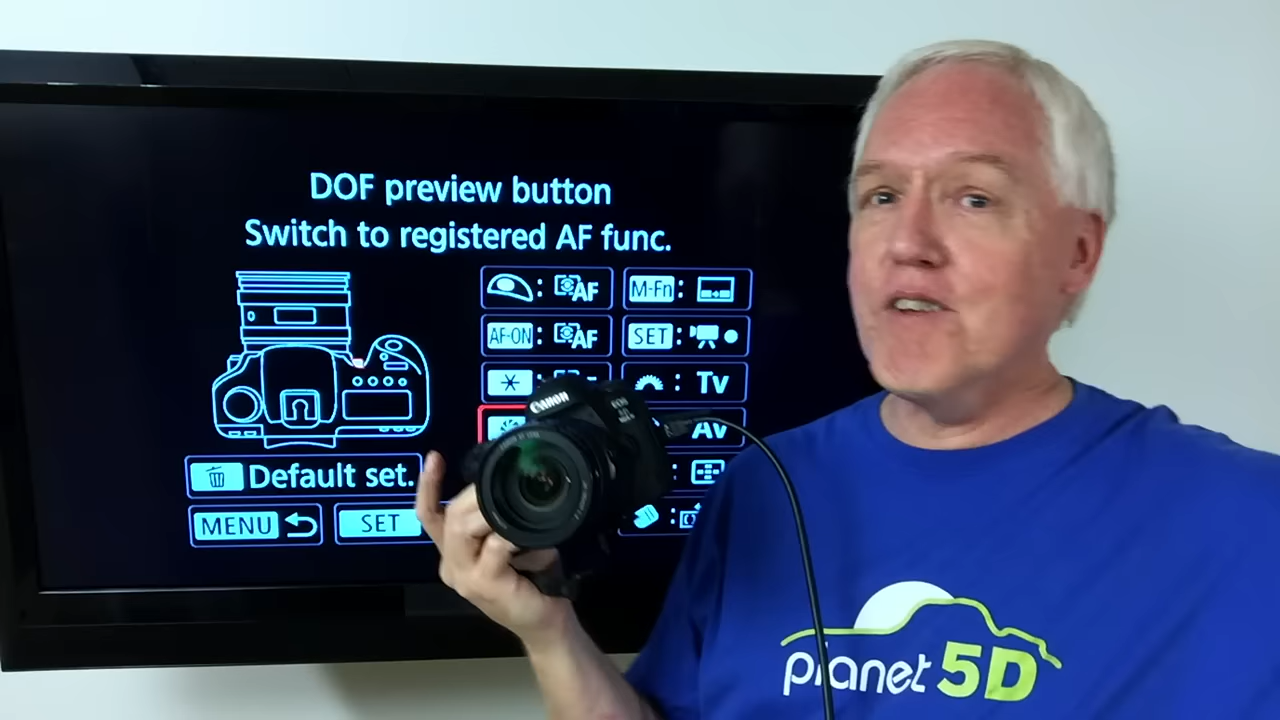 DOF preview button
Switch to registered AF func.
AF M-Fn
AF-ON AF SET
Tv
AV
Default set.
MENU SET
Canon
planet 5D